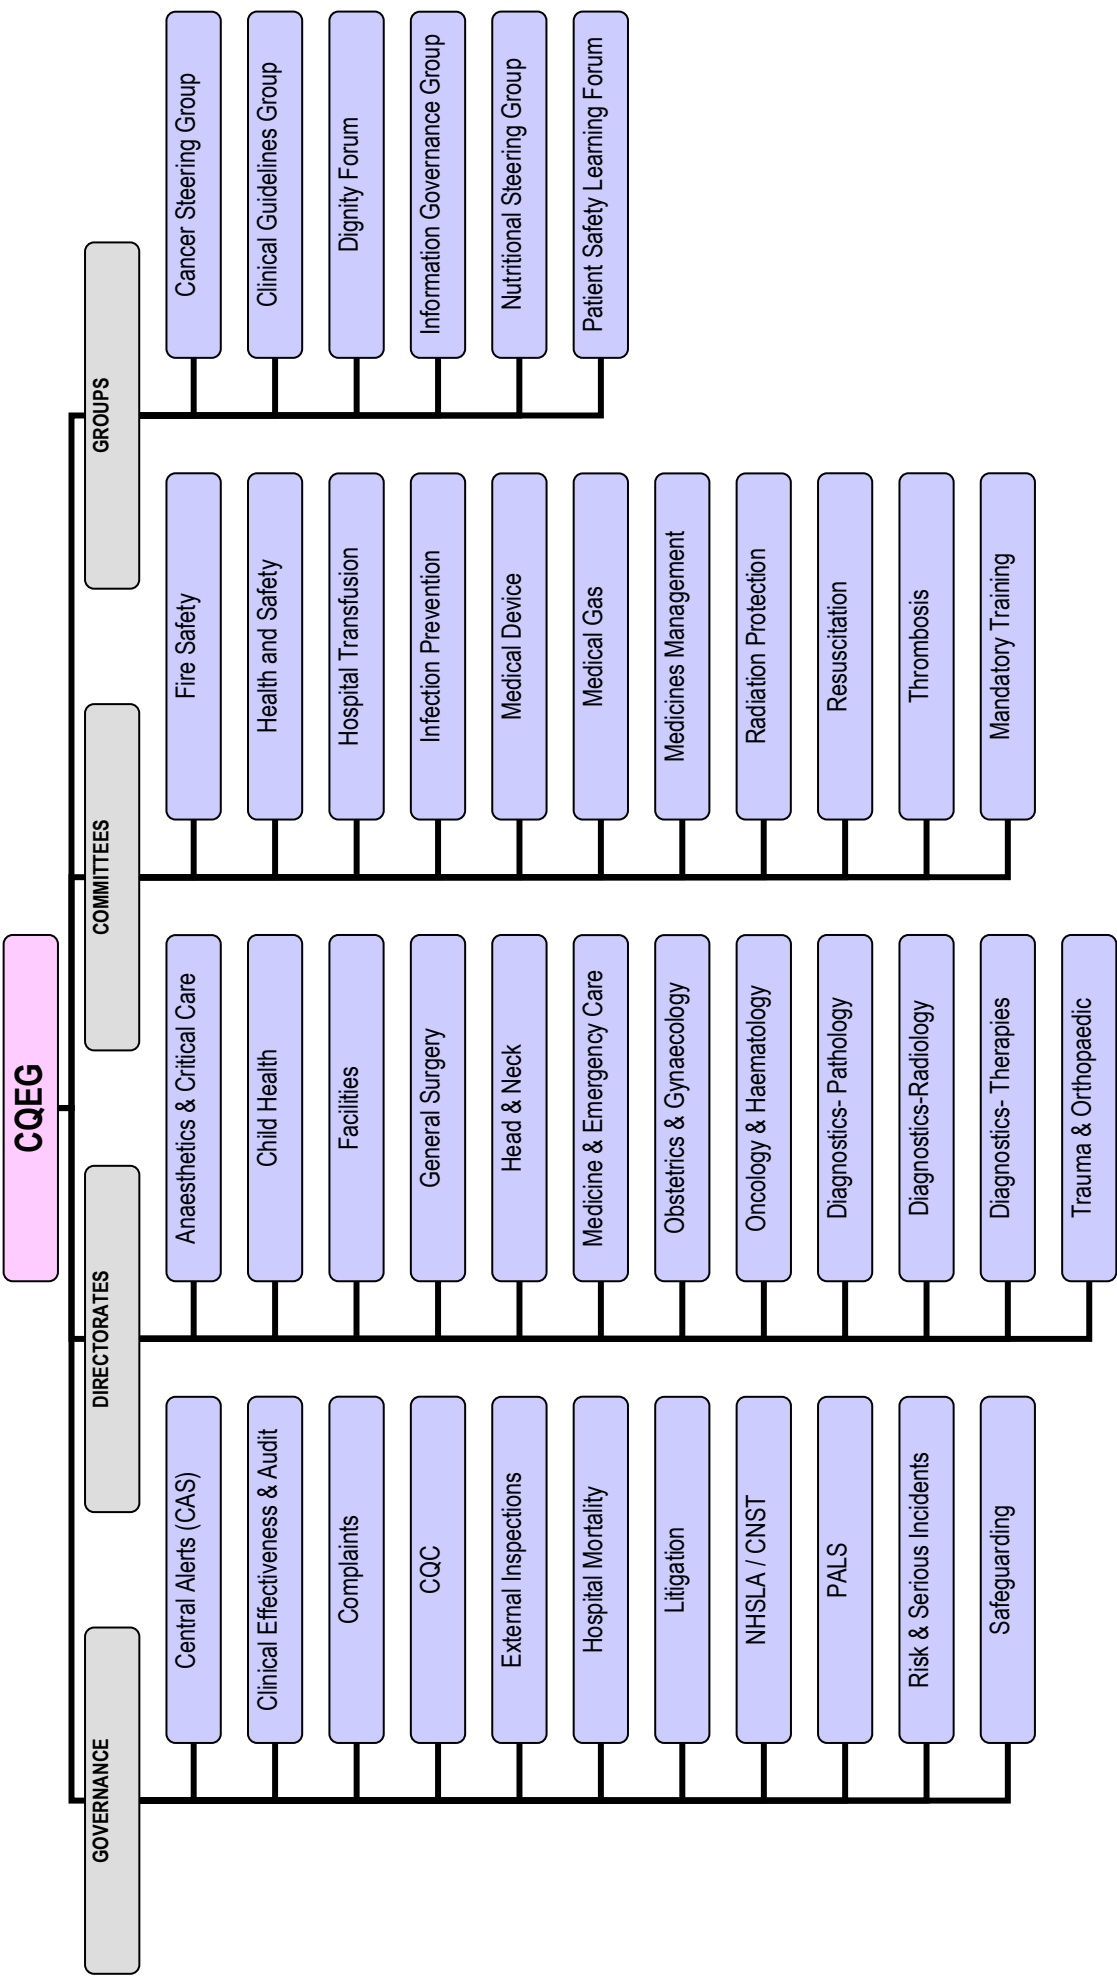 CQEG
GOVERNANCE
Central Alerts (CAS)
Clinical Effectiveness & Audit
Complaints
CQC
External Inspections
Hospital Mortality
Litigation
NHSLA / CNST
PALS
Risk & Serious Incidents
Safeguarding
DIRECTORATES
Anaesthetics & Critical Care
Child Health
Facilities
General Surgery
Head & Neck
Medicine & Emergency Care
Obstetrics & Gynaecology
Oncology & Haematology
Diagnostics- Pathology
Diagnostics-Radiology
Diagnostics- Therapies
Trauma & Orthopaedic
COMMITTEES
Fire Safety
Health and Safety
Hospital Transfusion
Infection Prevention
Medical Device
Medical Gas
Medicines Management
Radiation Protection
Resuscitation
Thrombosis
Mandatory Training
GROUPS
Cancer Steering Group
Clinical Guidelines Group
Dignity Forum
Information Governance Group
Nutritional Steering Group
Patient Safety Learning Forum